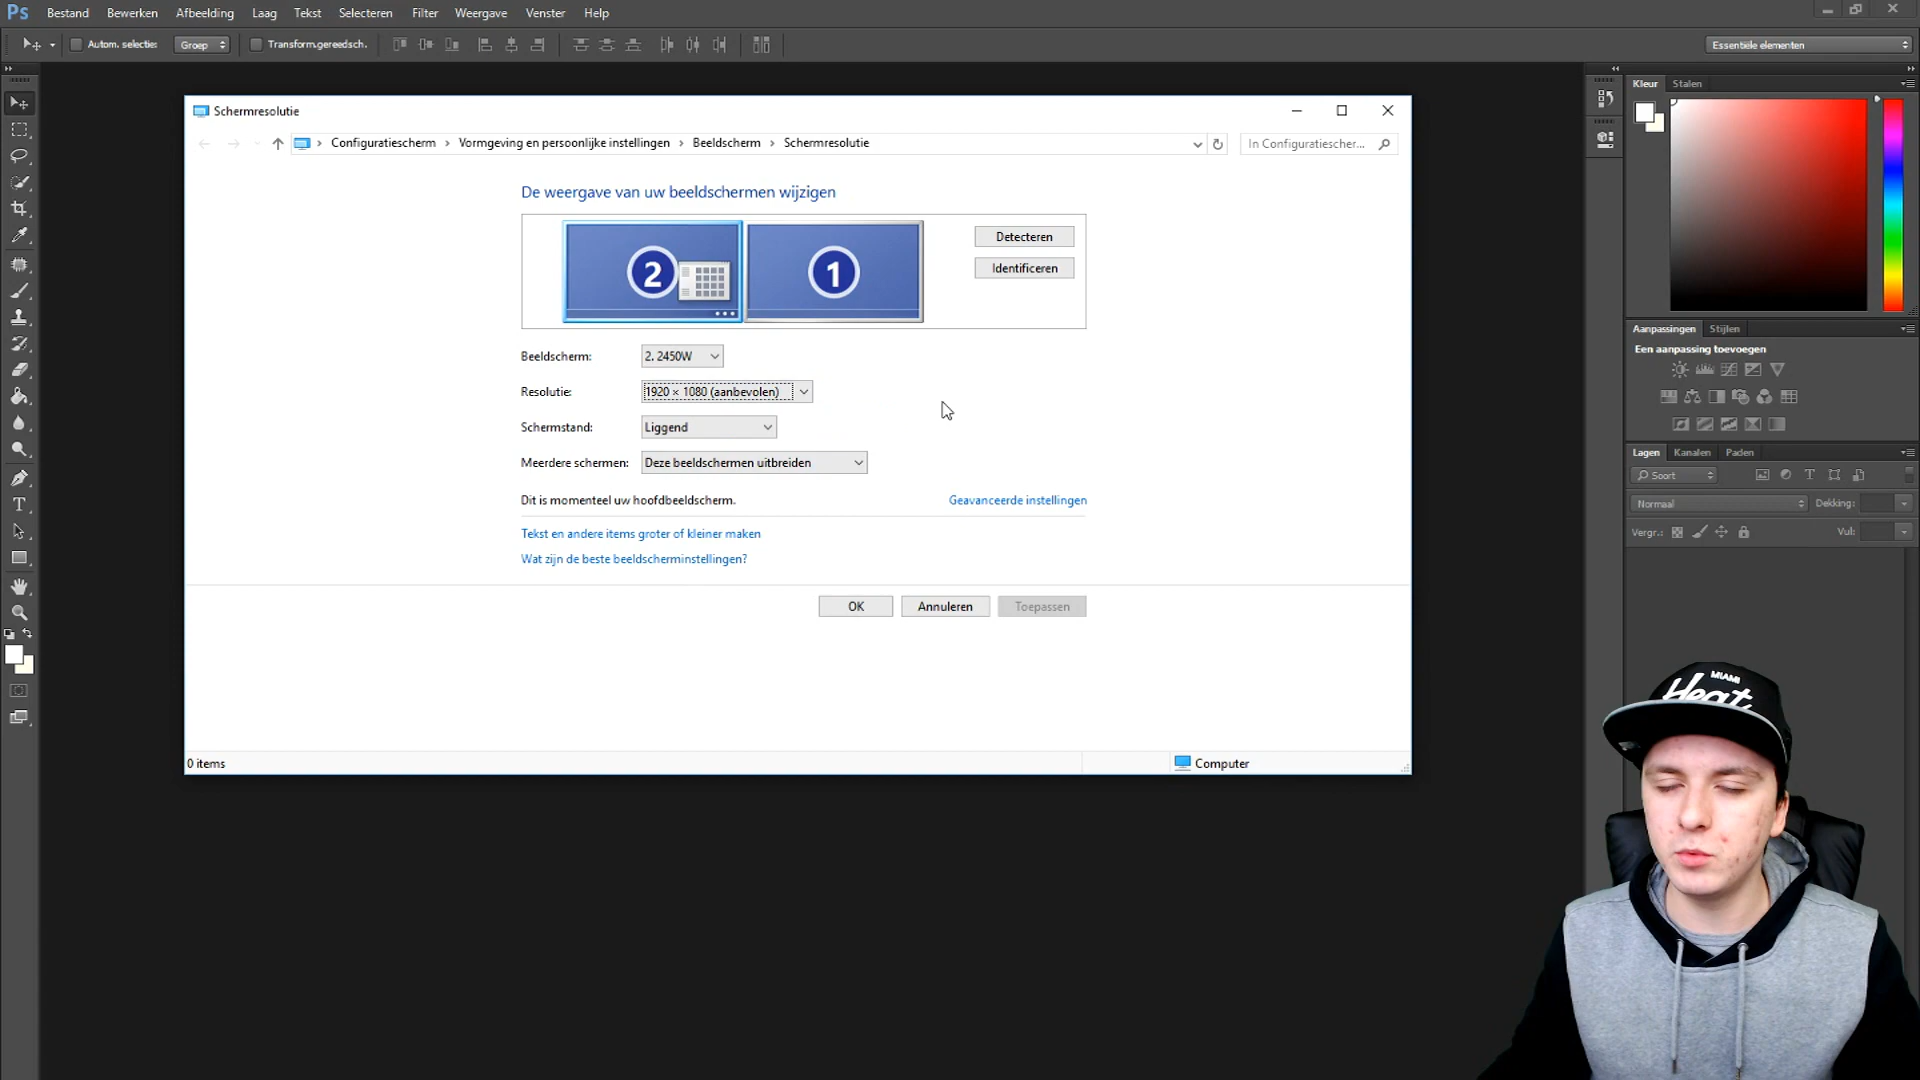 Ps Bestand Bewerken Afbeelding Laag Tekst Selecteren Filter Weergave Venster Help
Autom. selectie: Groep Transform.gereedsch. Essentiële elementen
Kleur Stalen
Schermresolutie
Configuratiescherm Vormgeving en persoonlijke instellingen Beeldscherm Schermresolutie In Configuratiescher...
De weergave van uw beeldschermen wijzigen
2 1
Detecteren
Identificeren
Beeldscherm: 2. 2450W
Resolutie: 1920 × 1080 (aanbevolen)
Schermstand: Liggend
Meerdere schermen: Deze beeldschermen uitbreiden
Dit is momenteel uw hoofdbeeldscherm. Geavanceerde instellingen
Tekst en andere items groter of kleiner maken
Wat zijn de beste beeldscherminstellingen?
OK Annuleren Toepassen
0 items Computer
Aanpassingen Stijlen
Een aanpassing toevoegen
Lagen Kanalen Paden
Soort
Normaal Dekking:
Vergr.: Vul:
MIAMI
Heat